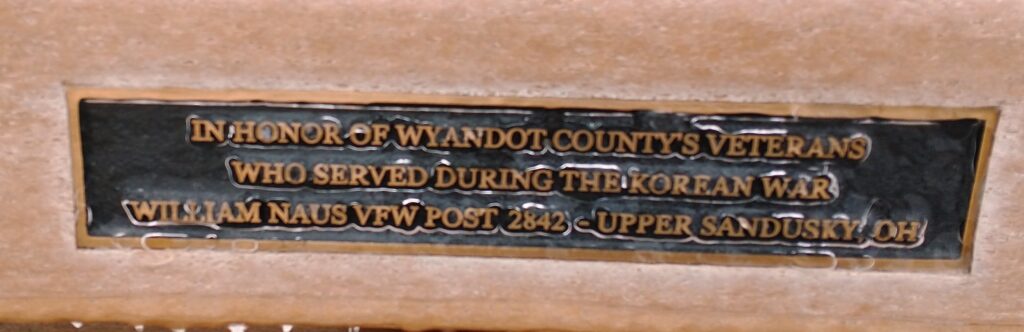 IN HONOR OF WYANDOT COUNTY'S VETERANS
WHO SERVED DURING THE KOREAN WAR
WILLIAM NAUS VFW POST 2842 - UPPER SANDUSKY, OH